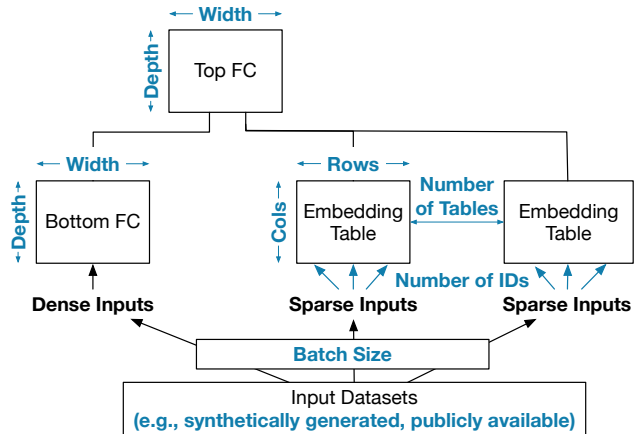 Width
Depth
Top FC
Width
Rows
Depth
Bottom FC
Cols
Embedding
Table
Number
of Tables
Embedding
Table
Number of IDs
Dense Inputs
Sparse Inputs
Sparse Inputs
Batch Size
Input Datasets
(e.g., synthetically generated, publicly available)